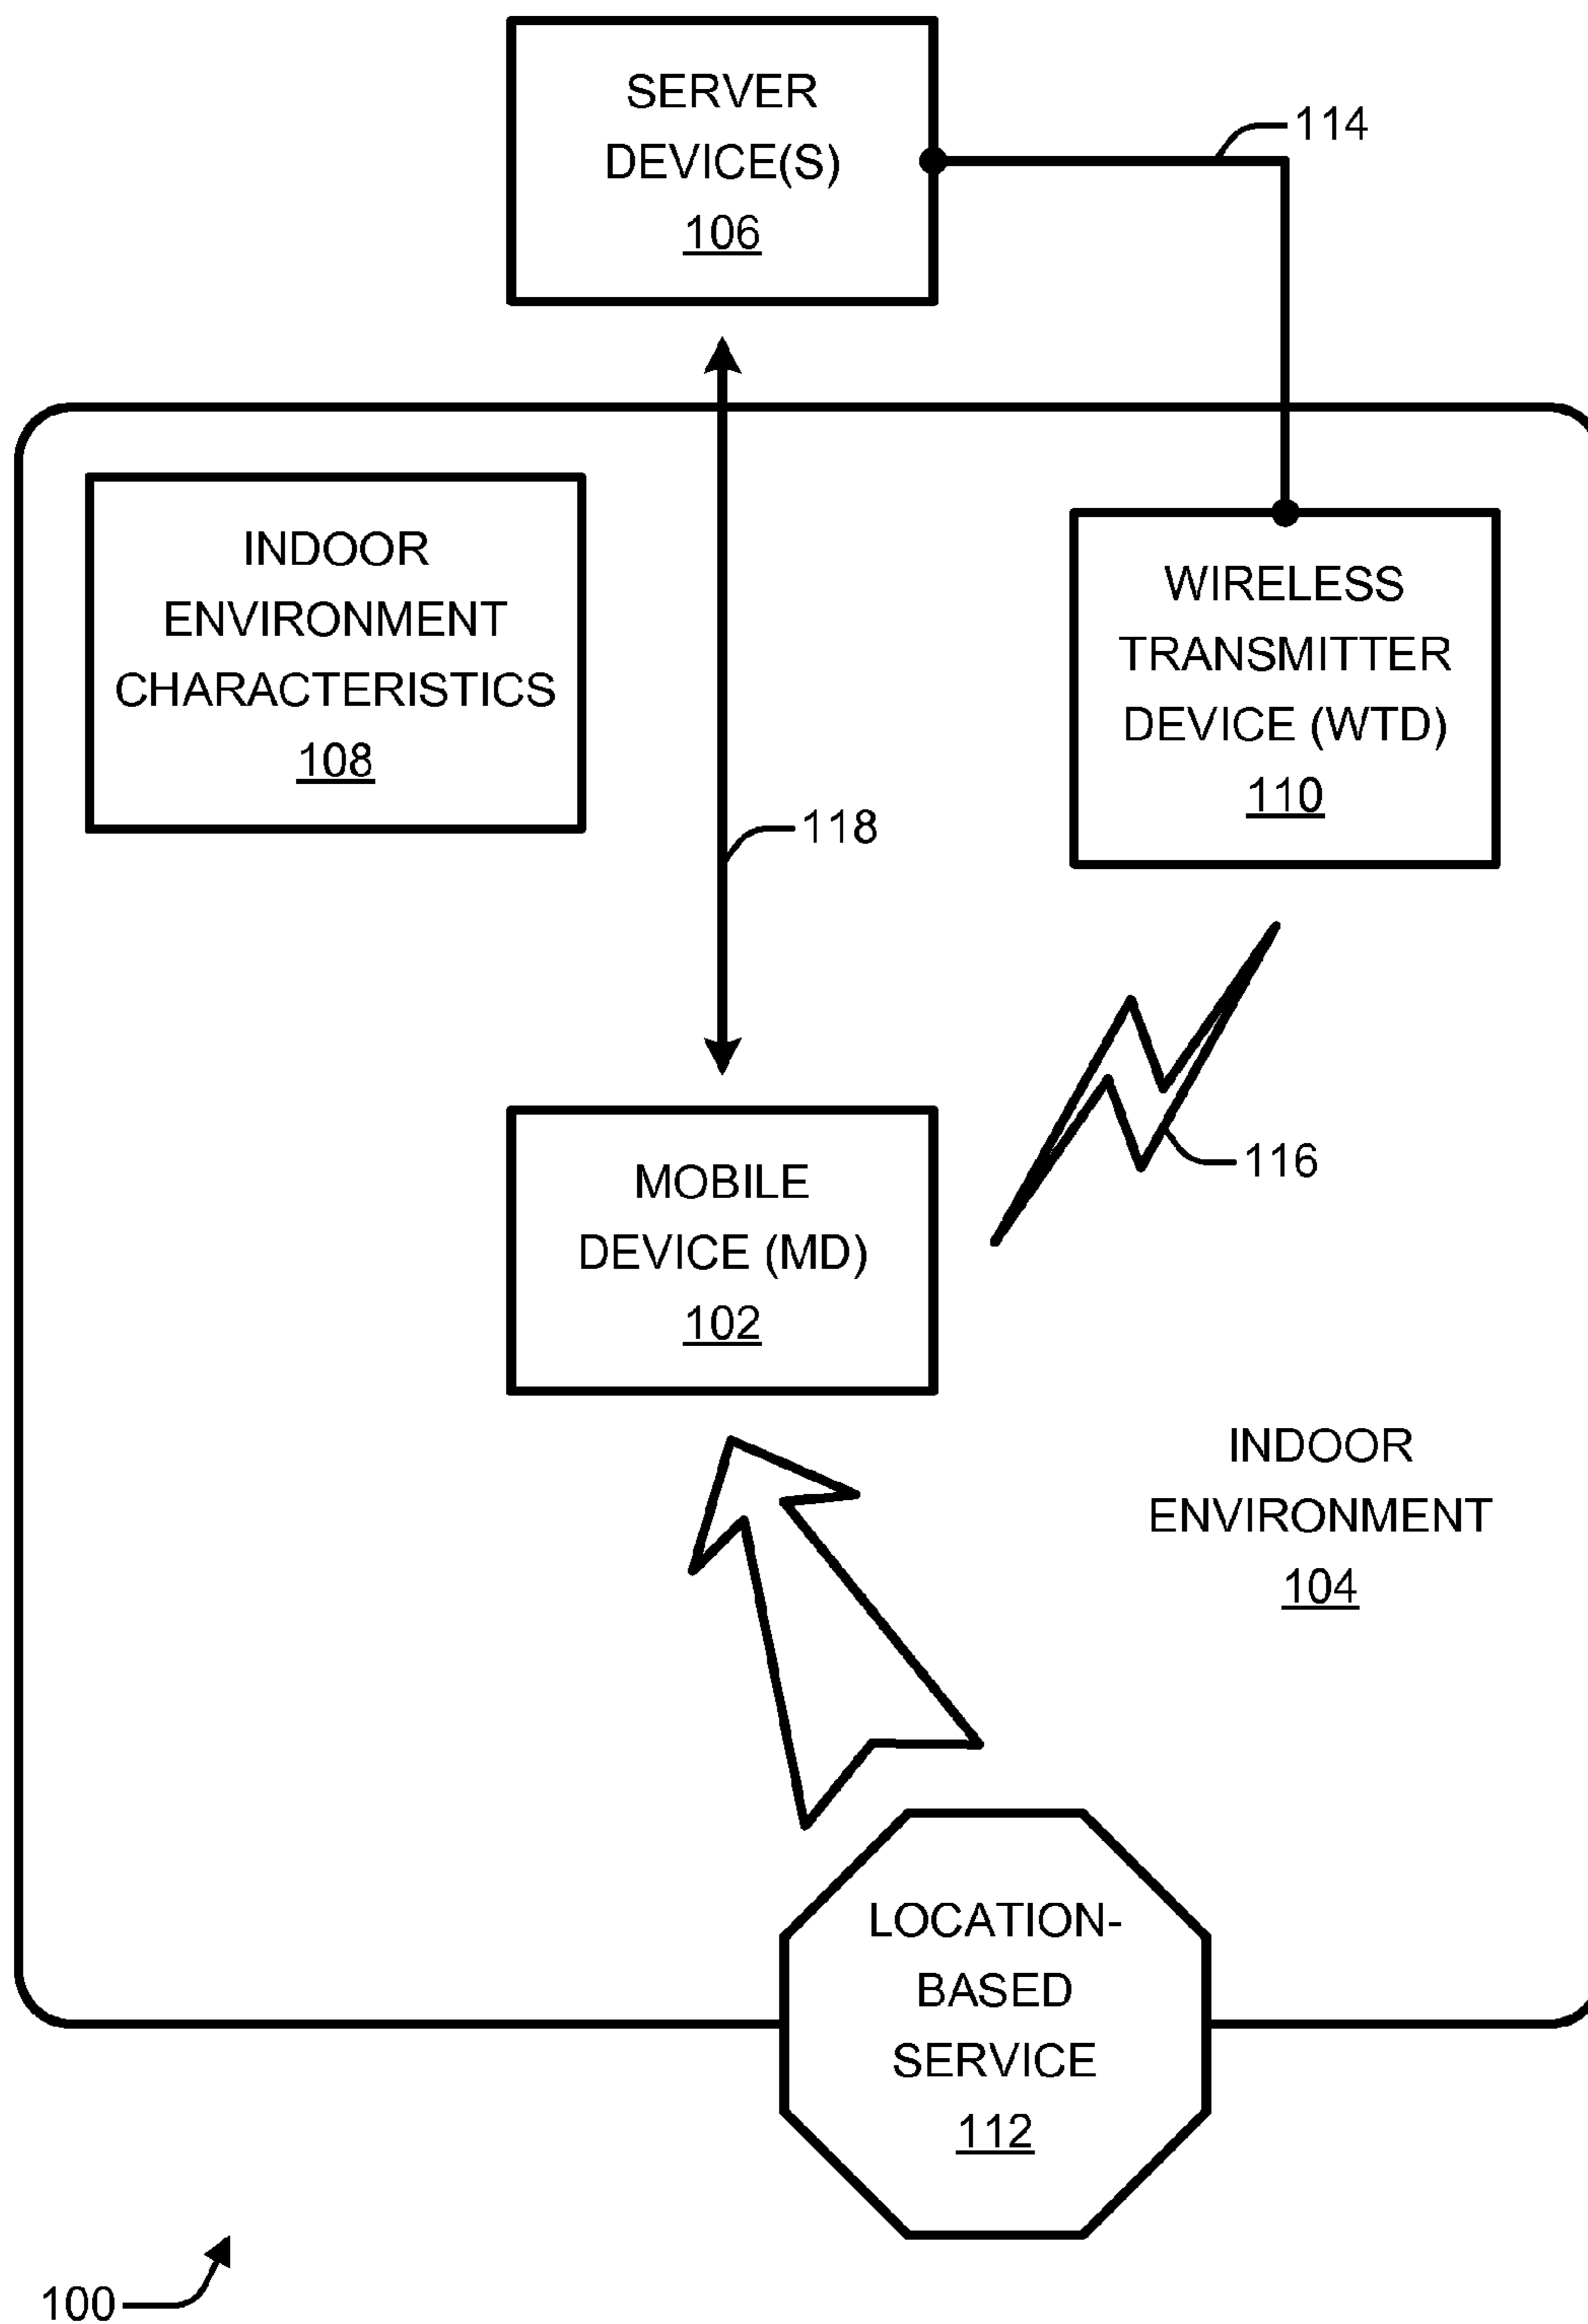 SERVER
DEVICE(S)
106
114
INDOOR
ENVIRONMENT
CHARACTERISTICS
108
WIRELESS
TRANSMITTER
DEVICE (WTD)
110
118
116
MOBILE
DEVICE (MD)
102
INDOOR
ENVIRONMENT
104
LOCATION-
BASED
SERVICE
112
100